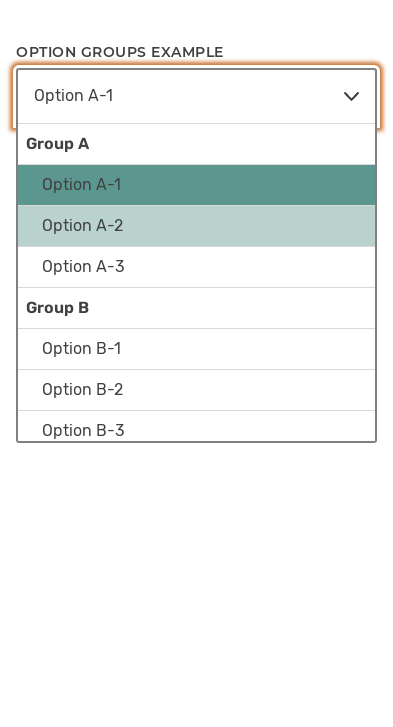 OPTION GROUPS EXAMPLE
Option A-1
Group A
Option A-1
Option A-2
Option A-3
Group B
Option B-1
Option B-2
Option B-3